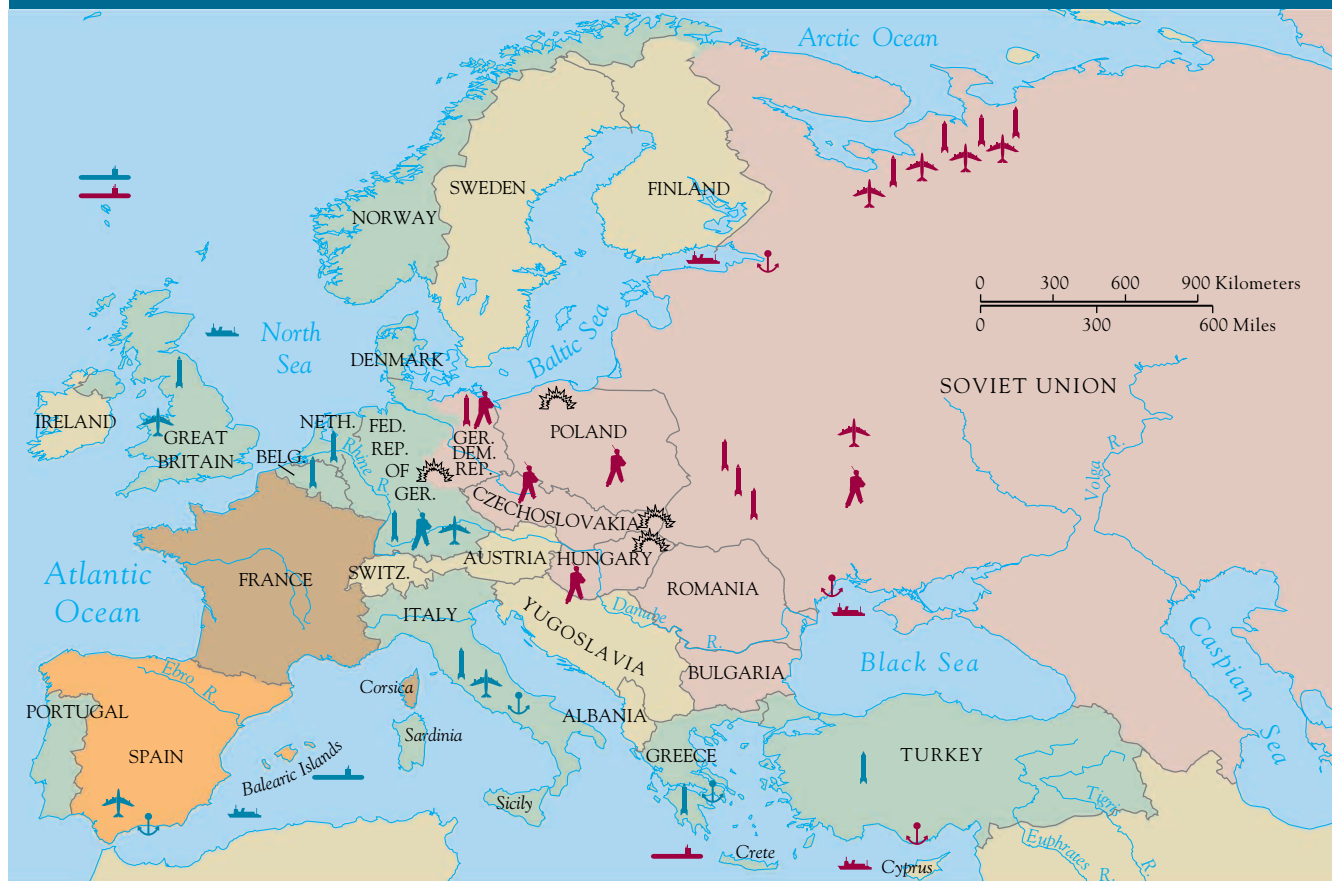 Arctic Ocean
SWEDEN
FINLAND
NORWAY
0 300 600 900 Kilometers
0 300 600 Miles
North
Sea
Baltic Sea
DENMARK
SOVIET UNION
IRELAND
GREAT
BRITAIN
NETH.
BELG.
Rhine R.
FED.
REP.
OF
GER.
GER.
DEM.
REP.
POLAND
Volga R.
CZECHOSLOVAKIA
Atlantic
Ocean
FRANCE
SWITZ.
AUSTRIA
HUNGARY
ROMANIA
ITALY
YUGOSLAVIA
Danube R.
BULGARIA
Black Sea
Caspian Sea
Ebro R.
Corsica
PORTUGAL
SPAIN
Balearic Islands
Sardinia
ALBANIA
GREECE
TURKEY
Sicily
Tigris R.
Euphrates R.
Crete
Cyprus